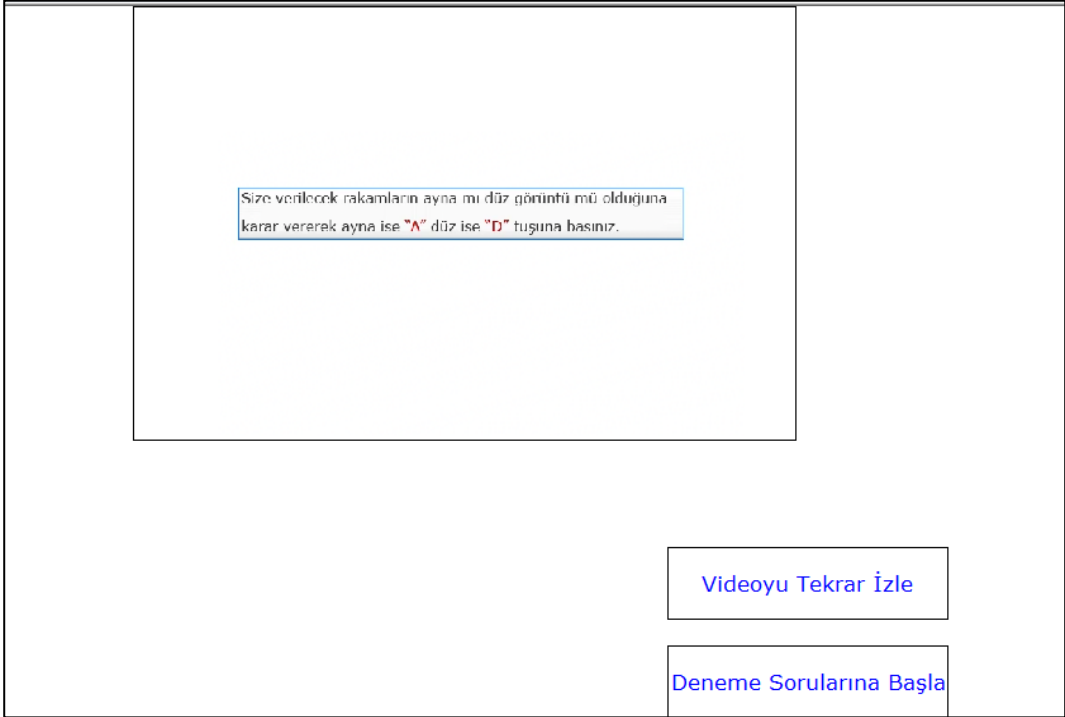 Size verilecek rakamların ayna mı düz görüntü mü olduğuna
karar vererek ayna ise "A" düz ise "D" tuşuna basınız.
Videoyu Tekrar İzle
Deneme Sorularına Başla